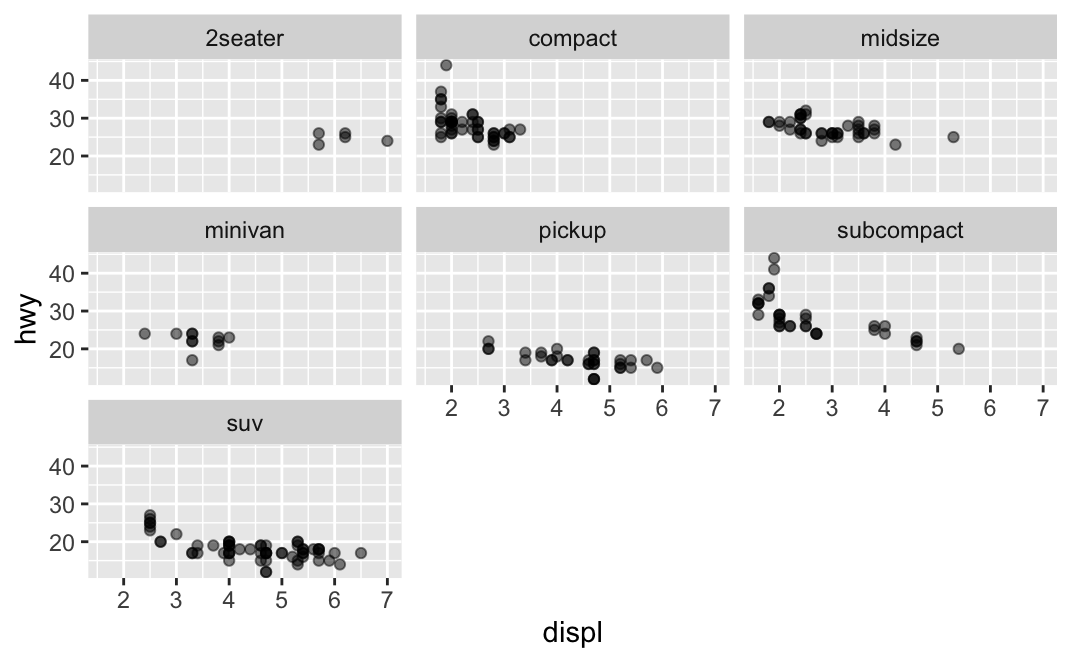 2seater compact midsize
40
30
20
minivan pickup subcompact
40
30
20
2 3 4 5 6 7 2 3 4 5 6 7
suv
40
30
20
2 3 4 5 6 7
hwy
displ